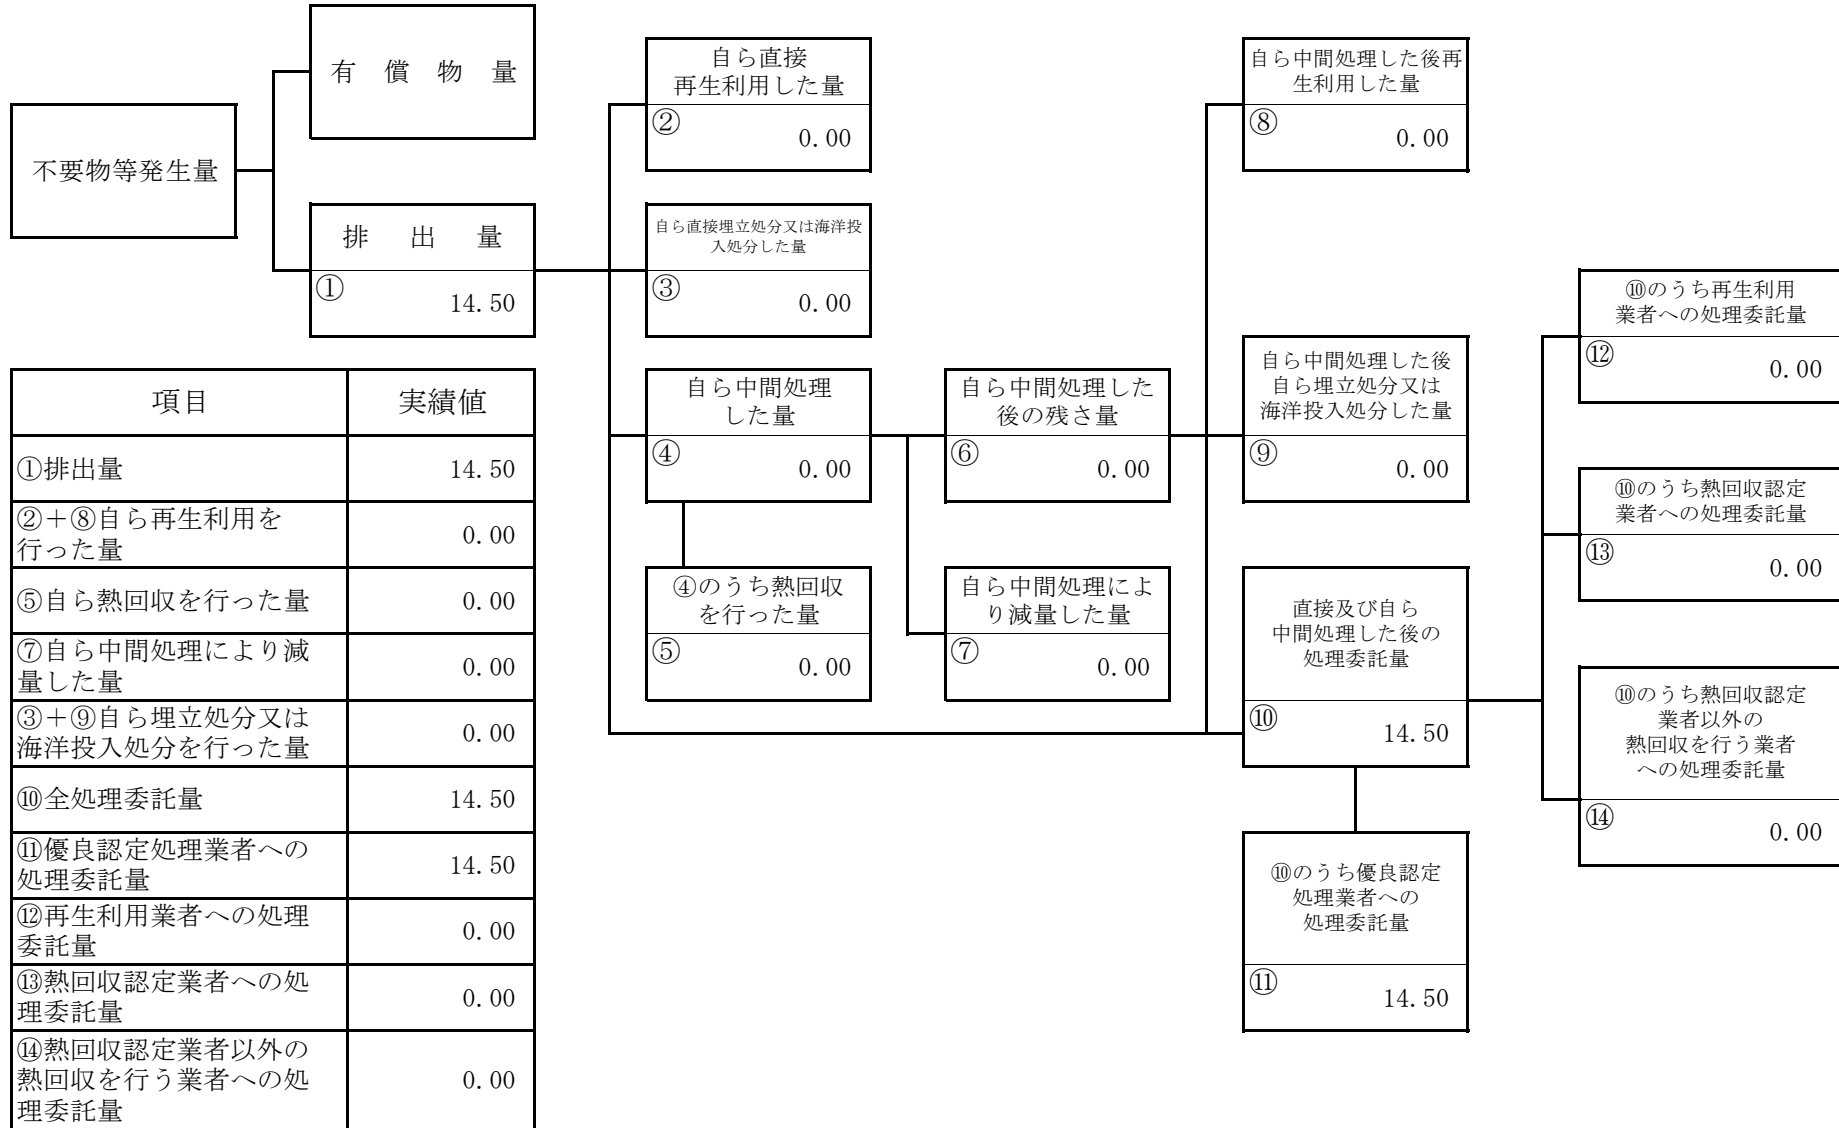 有償物量
不要物等発生量
排出量
①
14.50
自ら直接
再生利用した量
②
0.00
自ら直接埋立処分又は海洋投
入処分した量
③
0.00
自ら中間処理
した量
④
0.00
④のうち熱回収
を行った量
⑤
0.00
自ら中間処理した
後の残さ量
⑥
0.00
自ら中間処理によ
り減量した量
⑦
0.00
自ら中間処理した後再
生利用した量
⑧
0.00
自ら中間処理した後
自ら埋立処分又は
海洋投入処分した量
⑨
0.00
直接及び自ら
中間処理した後の
処理委託量
⑩
14.50
⑩のうち優良認定
処理業者への
処理委託量
⑪
14.50
⑩のうち再生利用
業者への処理委託量
⑫
0.00
⑩のうち熱回収認定
業者への処理委託量
⑬
0.00
⑩のうち熱回収認定
業者以外の
熱回収を行う業者
への処理委託量
⑭
0.00
項目 実績値
①排出量 14.50
②＋⑧自ら再生利用を
行った量 0.00
⑤自ら熱回収を行った量 0.00
⑦自ら中間処理により減
量した量 0.00
③＋⑨自ら埋立処分又は
海洋投入処分を行った量 0.00
⑩全処理委託量 14.50
⑪優良認定処理業者への
処理委託量 14.50
⑫再生利用業者への処理
委託量 0.00
⑬熱回収認定業者への処
理委託量 0.00
⑭熱回収認定業者以外の
熱回収を行う業者への処
理委託量 0.00